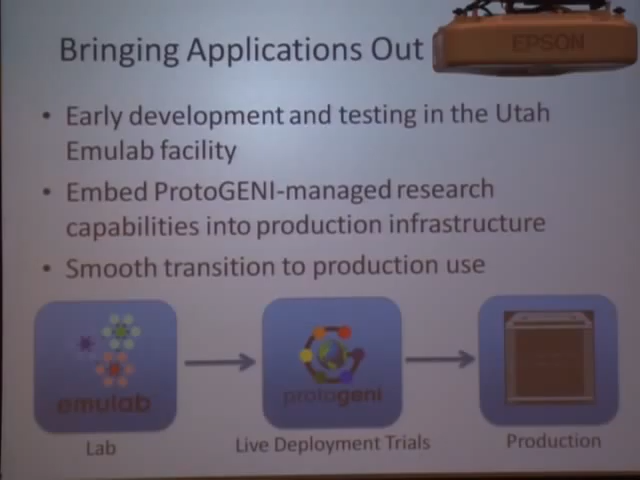 Bringing Applications Out
EPSON
• Early development and testing in the Utah
Emulab facility
• Embed ProtoGENI-managed research
capabilities into production infrastructure
• Smooth transition to production use
emulab
protogeni
Lab
Live Deployment Trials
Production